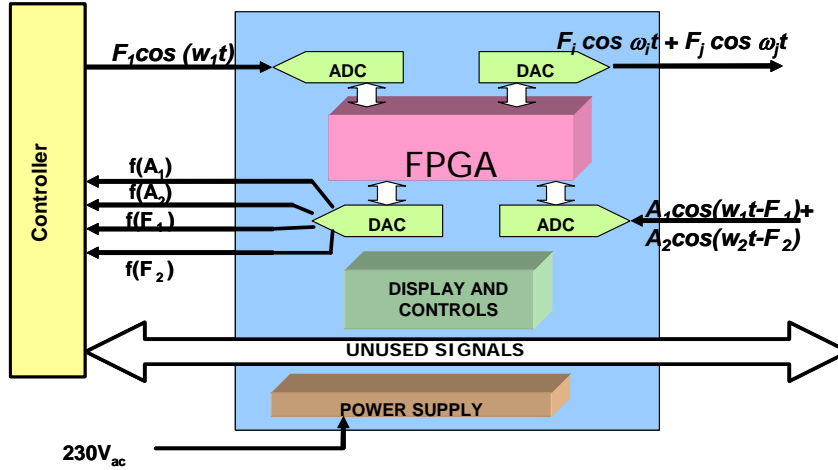 F₁cos (w₁t)
ADC
DAC
Fᵢ cos ωᵢt + Fⱼ cos ωⱼt
Controller
FPGA
f(A₁)
f(A₂)
f(F₁)
f(F₂)
DAC
ADC
A₁cos(w₁t-F₁)+
A₂cos(w₂t-F₂)
DISPLAY AND
CONTROLS
UNUSED SIGNALS
POWER SUPPLY
230Vₐc